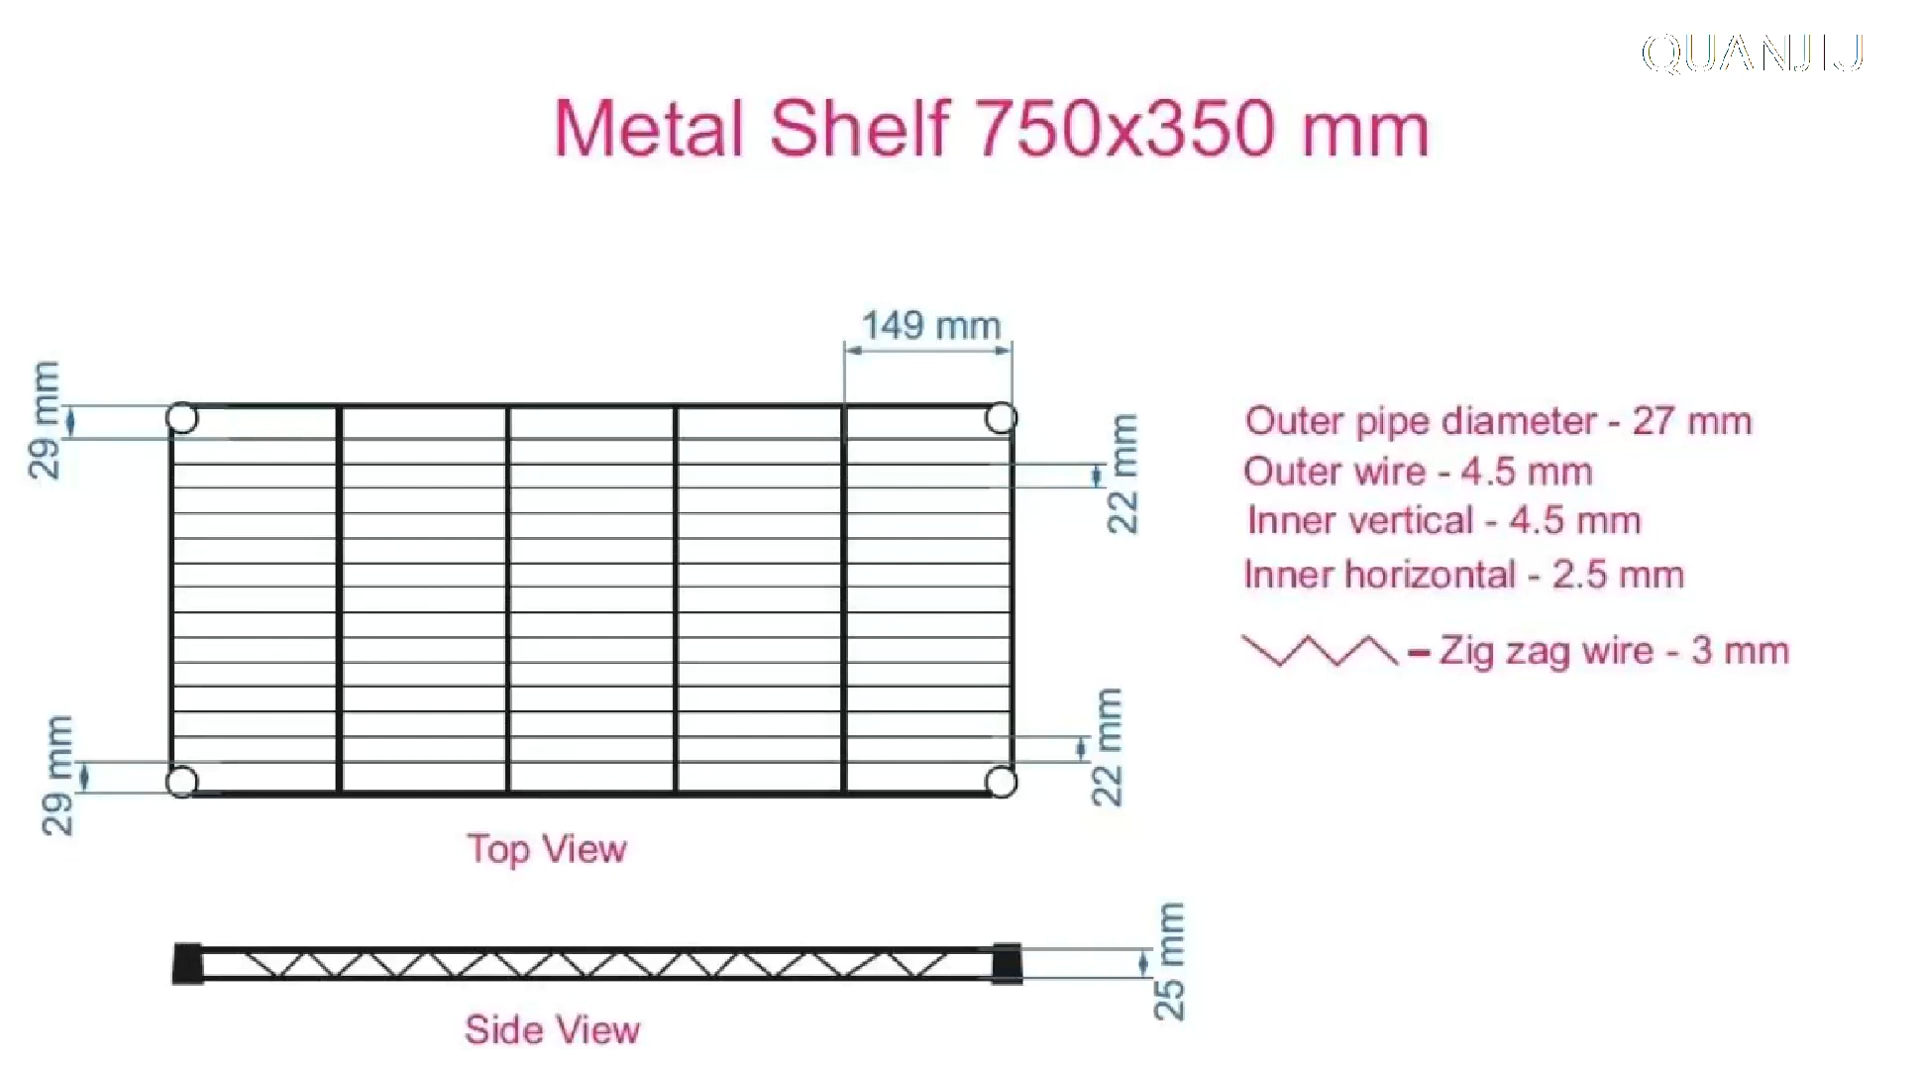 QUANJIU
Metal Shelf 750x350 mm
149 mm
29 mm
22 mm
Outer pipe diameter - 27 mm
Outer wire - 4.5 mm
Inner vertical - 4.5 mm
Inner horizontal - 2.5 mm
– Zig zag wire - 3 mm
29 mm
22 mm
Top View
25 mm
Side View